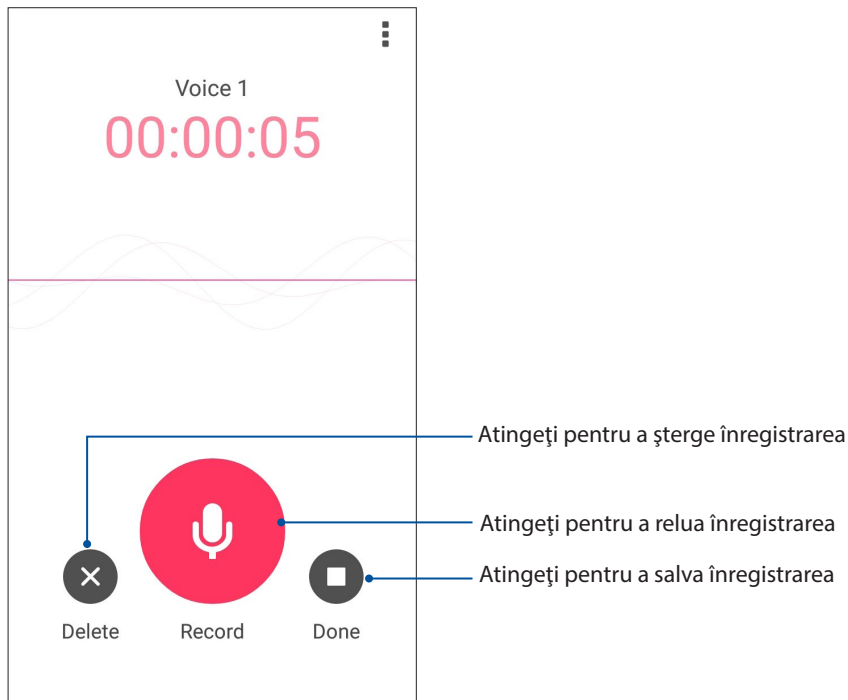 Voice 1
00:00:05
Atingeţi pentru a şterge înregistrarea
Atingeţi pentru a relua înregistrarea
Atingeţi pentru a salva înregistrarea
Delete
Record
Done